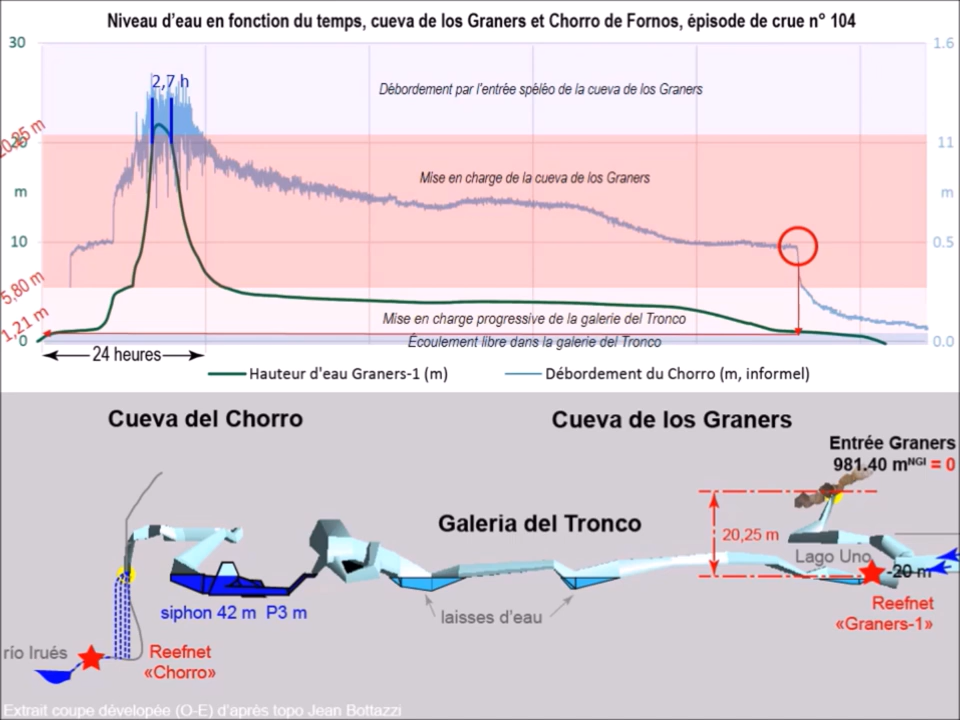 Niveau d'eau en fonction du temps, cueva de los Graners et Chorro de Fornos, épisode de crue n° 104
30
1.6
2,7 h
Débordement par l'entrée spéléo de la cueva de los Graners
20,25 m
20
11
m
Mise en charge de la cueva de los Graners
m
10
0.5
5,80 m
1,21 m
Mise en charge progressive de la galerie del Tronco
0
Écoulement libre dans la galerie del Tronco
0.0
24 heures
Hauteur d'eau Graners-1 (m)
Débordement du Chorro (m, informel)
Cueva del Chorro
Cueva de los Graners
Entrée Graners
981.40 mNGI = 0
Galeria del Tronco
20,25 m
Lago Uno
-20 m
siphon 42 m P3 m
laisses d'eau
Reefnet
«Graners-1»
río Irués
Reefnet
«Chorro»
Extrait coupe dévelopée (O-E) d'après topo Jean Bottazzi